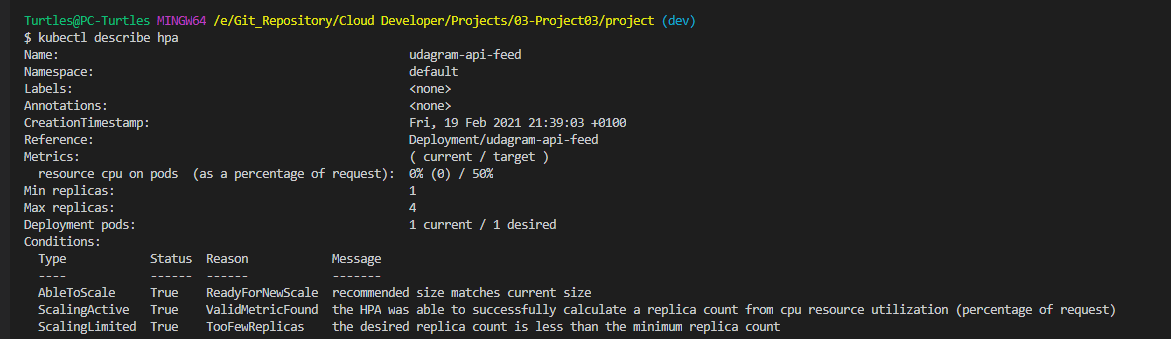 Turtles@PC-Turtles MINGW64 /e/Git_Repository/Cloud Developer/Projects/03-Project03/project (dev)
$ kubectl describe hpa
Name: udagram-api-feed
Namespace: default
Labels: <none>
Annotations: <none>
CreationTimestamp: Fri, 19 Feb 2021 21:39:03 +0100
Reference: Deployment/udagram-api-feed
Metrics: ( current / target )
  resource cpu on pods  (as a percentage of request): 0% (0) / 50%
Min replicas: 1
Max replicas: 4
Deployment pods: 1 current / 1 desired
Conditions:
  Type            Status  Reason            Message
  ----            ------  ------            -------
  AbleToScale     True    ReadyForNewScale  recommended size matches current size
  ScalingActive   True    ValidMetricFound  the HPA was able to successfully calculate a replica count from cpu resource utilization (percentage of request)
  ScalingLimited  True    TooFewReplicas    the desired replica count is less than the minimum replica count